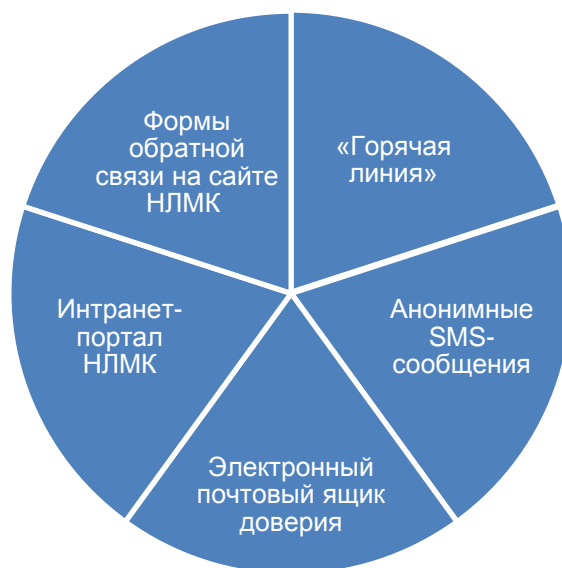 Формы
обратной
связи на сайте
НЛМК
«Горячая
линия»
Интранет-
портал
НЛМК
Анонимные
SMS-
сообщения
Электронный
почтовый ящик
доверия